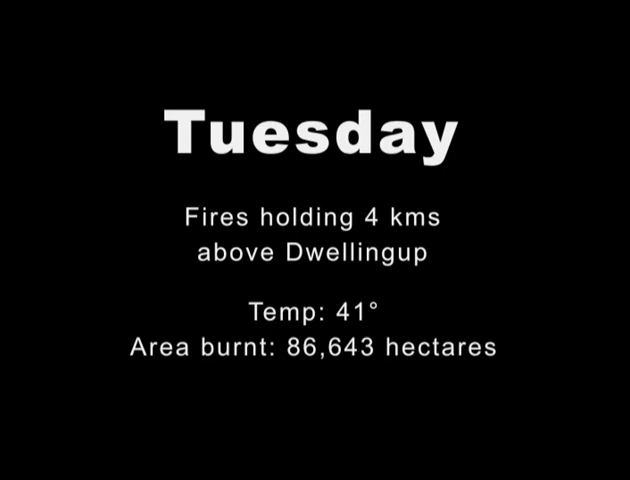 Tuesday
Fires holding 4 kms
above Dwellingup
Temp: 41°
Area burnt: 86,643 hectares